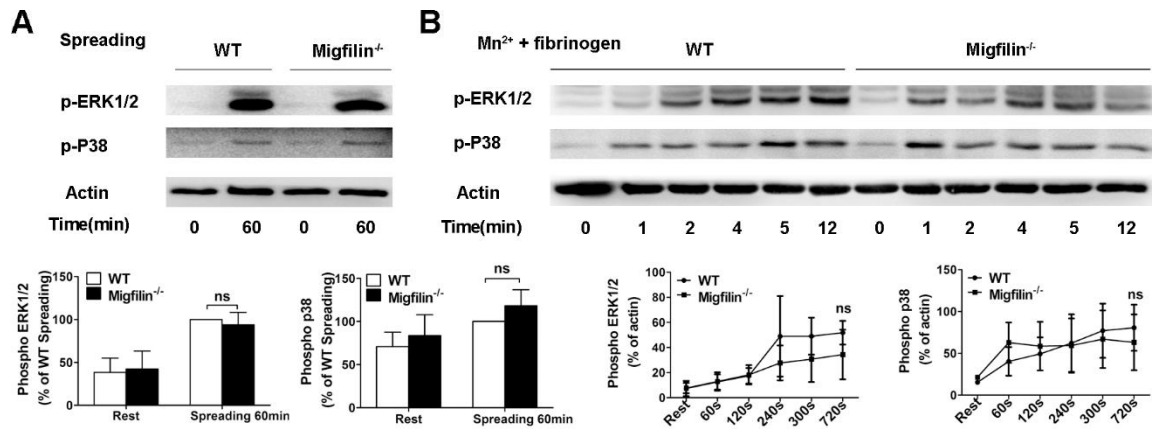 A
Spreading
WT
Migfilin-/-
p-ERK1/2
p-P38
Actin
Time(min)
0 60 0 60
B
Mn2+ + fibrinogen
WT
Migfilin-/-
p-ERK1/2
p-P38
Actin
Time(min)
0 1 2 4 5 12 0 1 2 4 5 12
Phospho ERK1/2
(% of WT Spreading)
150
100
50
0
WT
Migfilin-/-
ns
Rest Spreading 60min
Phospho p38
(% of WT Spreading)
150
100
50
0
WT
Migfilin-/-
ns
Rest Spreading 60min
Phospho ERK1/2
(% of actin)
100
80
60
40
20
0
WT
Migfilin-/-
ns
Rest 60s 120s 240s 300s 720s
Phospho p38
(% of actin)
150
100
50
0
WT
Migfilin-/-
ns
Rest 60s 120s 240s 300s 720s